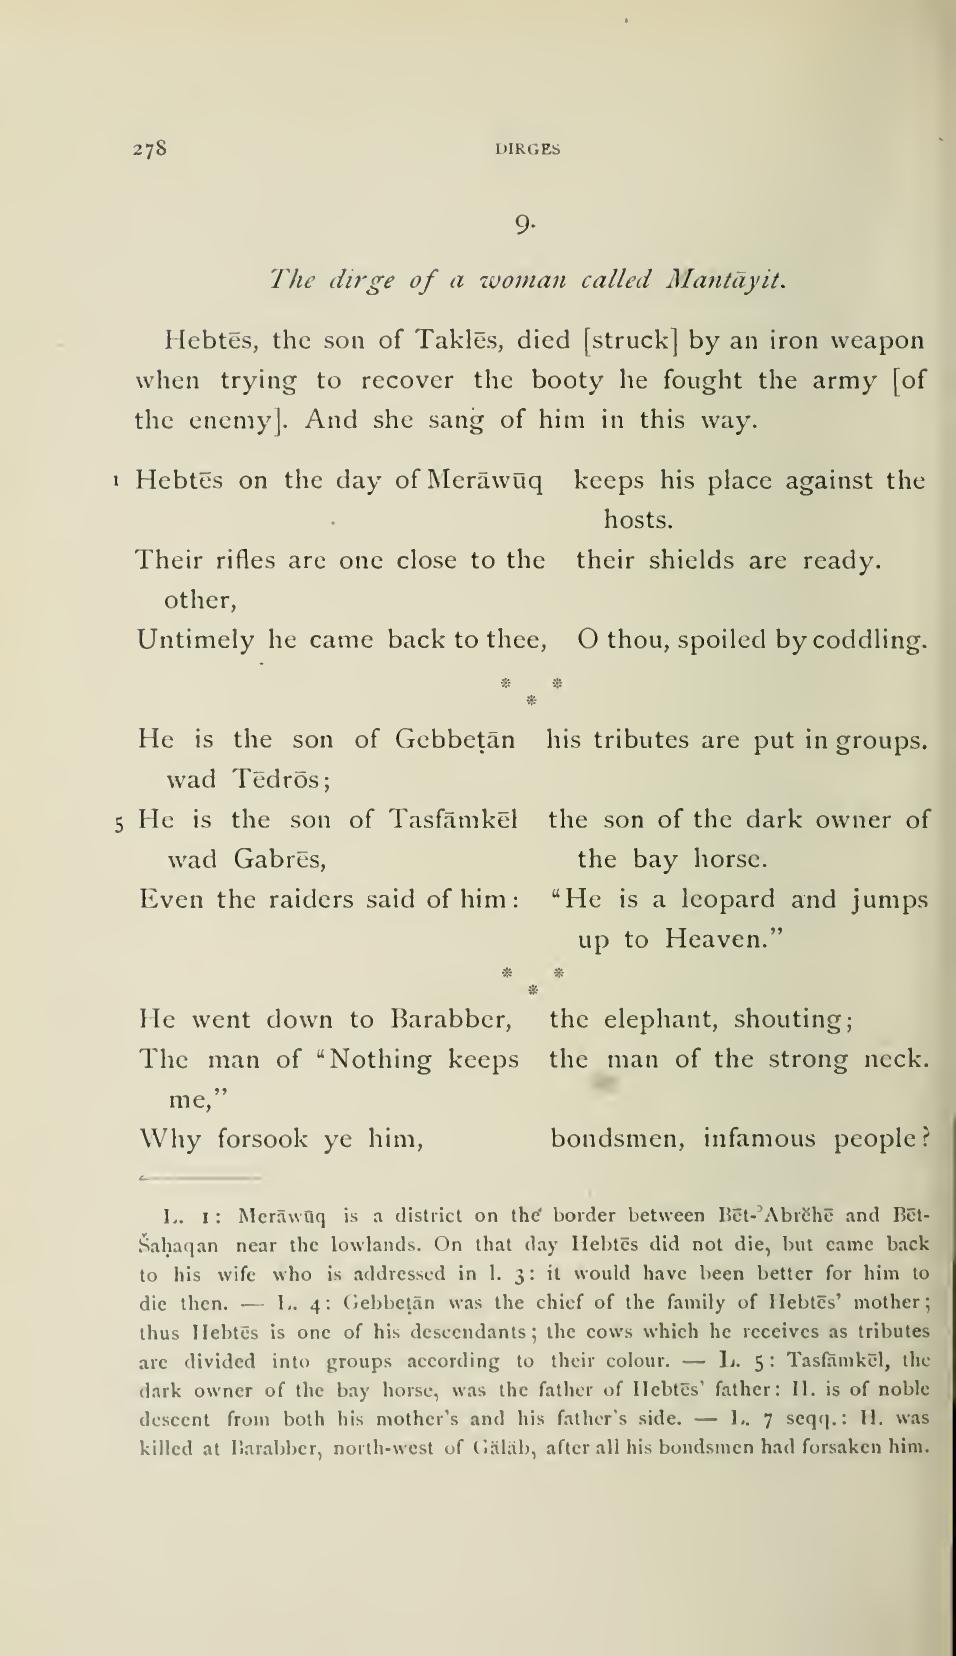 278 DIRGES
9.
The dirge of a woman called Mantāyit.
Hebtēs, the son of Taklēs, died [struck] by an iron weapon
when trying to recover the booty he fought the army [of
the enemy]. And she sang of him in this way.
1 Hebtēs on the day of Merāwūq keeps his place against the
hosts.
Their rifles are one close to the their shields are ready.
other,
Untimely he came back to thee, O thou, spoiled by coddling.
* *
*
He is the son of Gebbeṭān his tributes are put in groups.
wad Tēdrōs;
5 He is the son of Tasfāmkēl the son of the dark owner of
wad Gabrēs, the bay horse.
Even the raiders said of him: “He is a leopard and jumps
up to Heaven.”
* *
*
He went down to Barabber, the elephant, shouting;
The man of “Nothing keeps the man of the strong neck.
me,”
Why forsook ye him, bondsmen, infamous people?
L. 1: Merāwūq is a district on the border between Bēt-ʾAbrĕhē and Bēt-
Šaḥaqan near the lowlands. On that day Hebtēs did not die, but came back
to his wife who is addressed in l. 3: it would have been better for him to
die then. — L. 4: Gebbeṭān was the chief of the family of Hebtēs’ mother;
thus Hebtēs is one of his descendants; the cows which he receives as tributes
are divided into groups according to their colour. — L. 5: Tasfāmkēl, the
dark owner of the bay horse, was the father of Hebtēs’ father: H. is of noble
descent from both his mother’s and his father’s side. — L. 7 seqq.: H. was
killed at Barabber, north-west of Gäläb, after all his bondsmen had forsaken him.